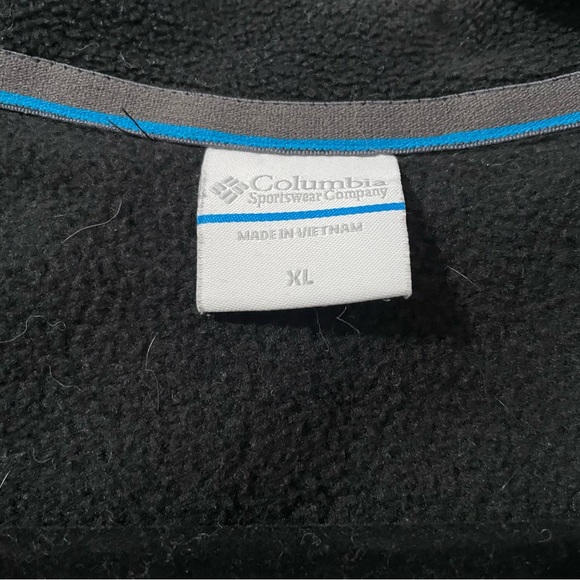 Columbia
Sportswear Company
MADE IN VIETNAM
XL